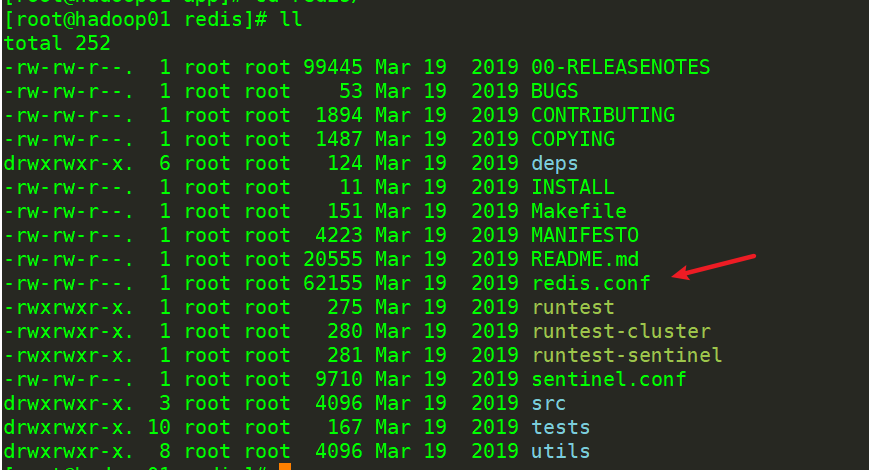 [root@hadoop01 app]# cd redis/
[root@hadoop01 redis]# ll
total 252
-rw-rw-r--. 1 root root 99445 Mar 19 2019 00-RELEASENOTES
-rw-rw-r--. 1 root root 53 Mar 19 2019 BUGS
-rw-rw-r--. 1 root root 1894 Mar 19 2019 CONTRIBUTING
-rw-rw-r--. 1 root root 1487 Mar 19 2019 COPYING
drwxrwxr-x. 6 root root 124 Mar 19 2019 deps
-rw-rw-r--. 1 root root 11 Mar 19 2019 INSTALL
-rw-rw-r--. 1 root root 151 Mar 19 2019 Makefile
-rw-rw-r--. 1 root root 4223 Mar 19 2019 MANIFESTO
-rw-rw-r--. 1 root root 20555 Mar 19 2019 README.md
-rw-rw-r--. 1 root root 62155 Mar 19 2019 redis.conf
-rwxrwxr-x. 1 root root 275 Mar 19 2019 runtest
-rwxrwxr-x. 1 root root 280 Mar 19 2019 runtest-cluster
-rwxrwxr-x. 1 root root 281 Mar 19 2019 runtest-sentinel
-rw-rw-r--. 1 root root 9710 Mar 19 2019 sentinel.conf
drwxrwxr-x. 3 root root 4096 Mar 19 2019 src
drwxrwxr-x. 10 root root 167 Mar 19 2019 tests
drwxrwxr-x. 8 root root 4096 Mar 19 2019 utils
[root@hadoop01 redis]#